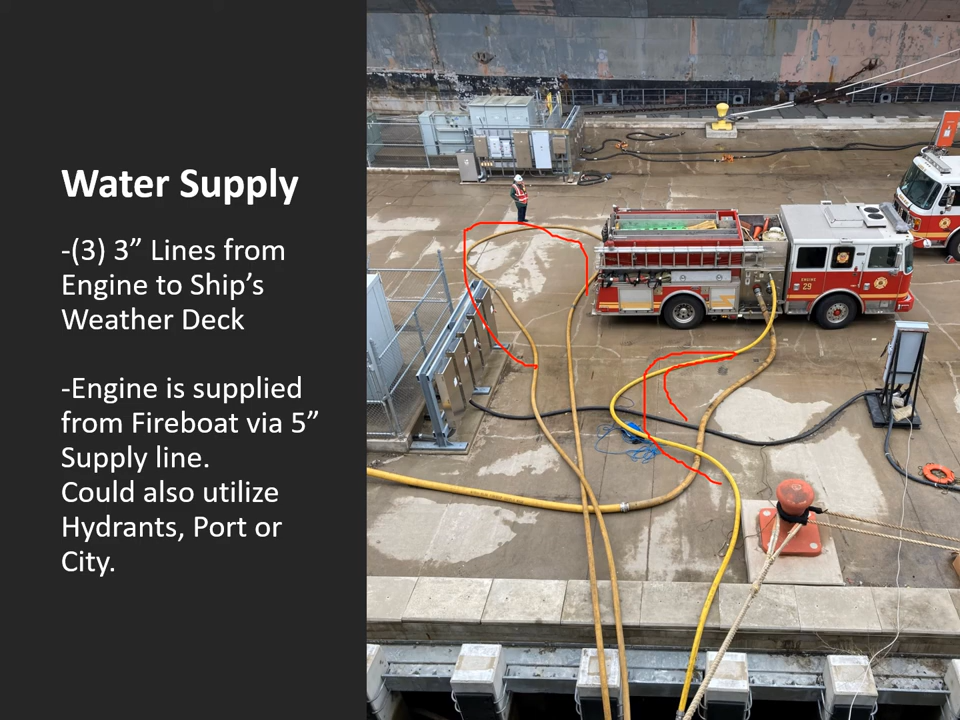 Water Supply
-(3) 3” Lines from
Engine to Ship’s
Weather Deck
-Engine is supplied
from Fireboat via 5”
Supply line.
Could also utilize
Hydrants, Port or
City.
ENGINE
29